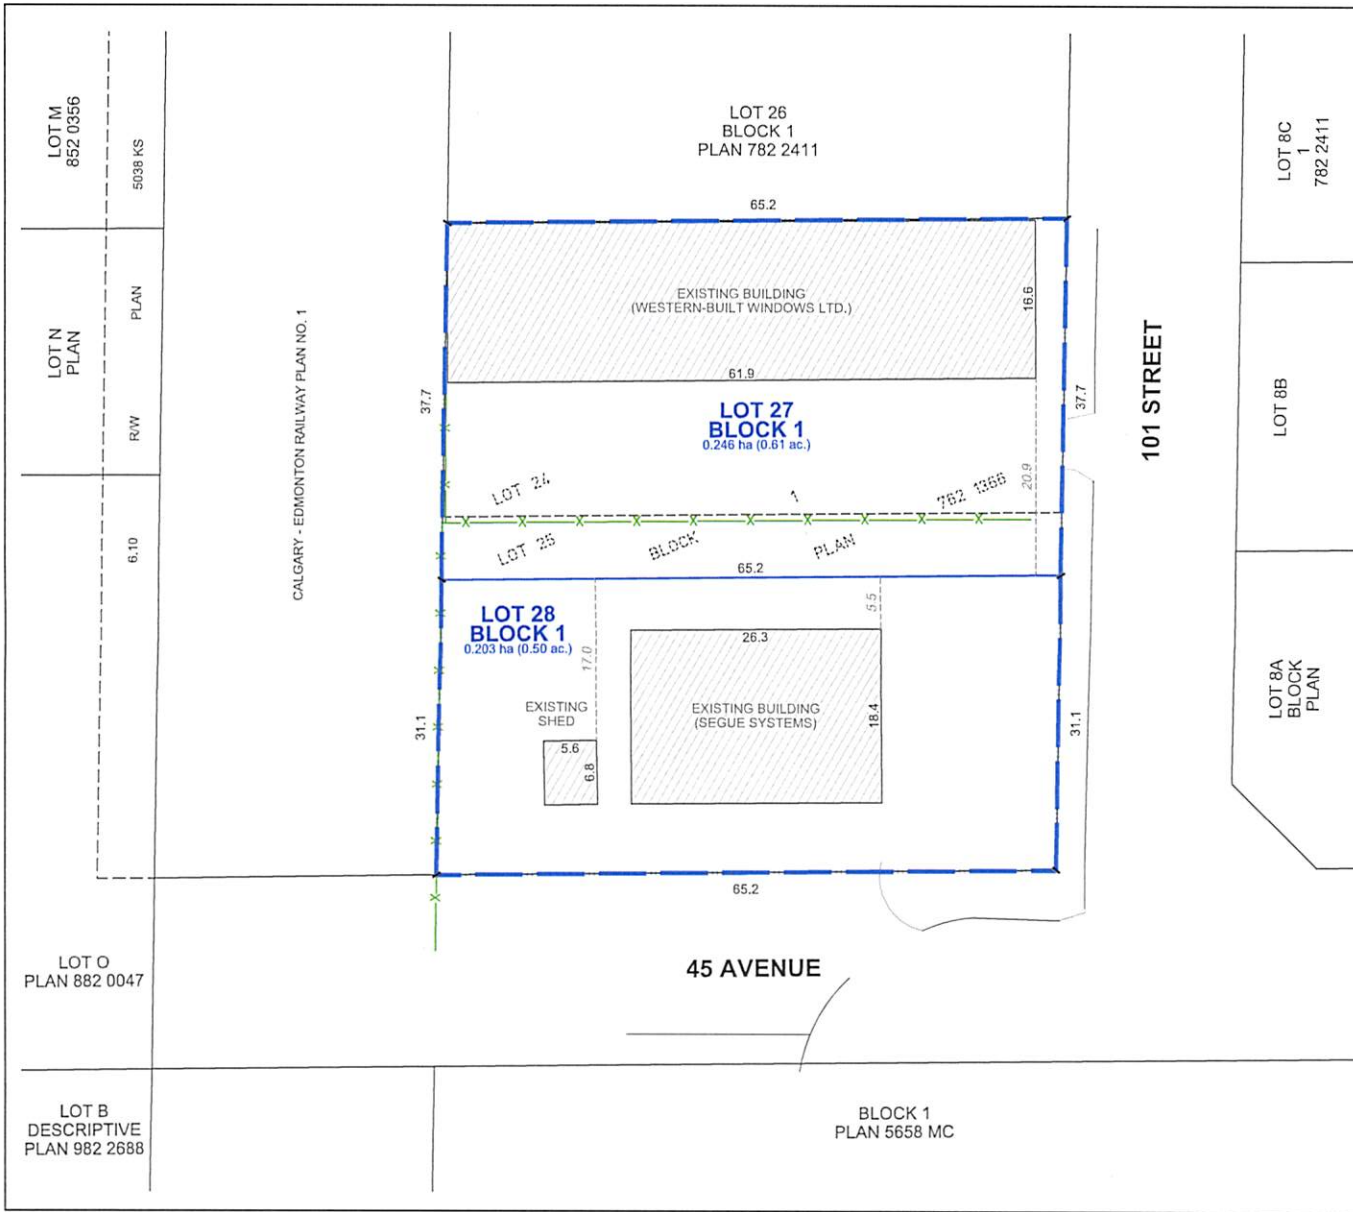 LOT M
852 0356
5038 KS
LOT 26
BLOCK 1
PLAN 782 2411
LOT 8C
1
782 2411
65.2
EXISTING BUILDING
(WESTERN-BUILT WINDOWS LTD.)
16.6
61.9
LOT N
PLAN
PLAN
R/W
6.10
CALGARY - EDMONTON RAILWAY PLAN NO. 1
37.7
LOT 27
BLOCK 1
0.246 ha (0.61 ac.)
37.7
101 STREET
LOT 8B
LOT 24
1
762 1366
20.9
LOT 25
BLOCK
PLAN
65.2
LOT 28
BLOCK 1
0.203 ha (0.50 ac.)
17.0
5.5
26.3
EXISTING BUILDING
(SEGUE SYSTEMS)
18.4
EXISTING
SHED
5.6
6.8
31.1
31.1
LOT 8A
BLOCK
PLAN
65.2
LOT O
PLAN 882 0047
45 AVENUE
LOT B
DESCRIPTIVE
PLAN 982 2688
BLOCK 1
PLAN 5658 MC